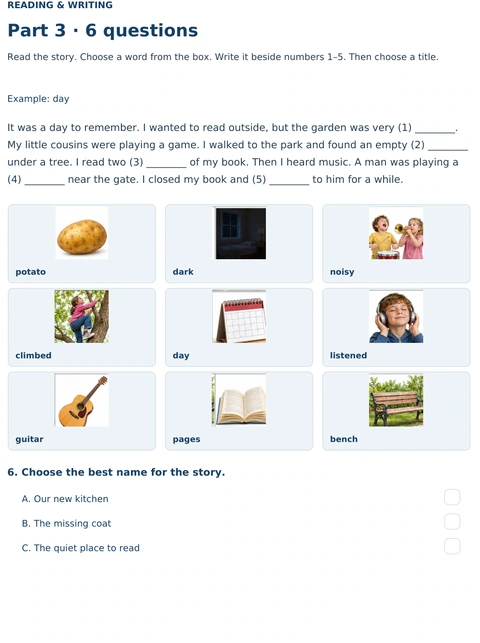 READING & WRITING
Part 3 · 6 questions
Read the story. Choose a word from the box. Write it beside numbers 1–5. Then choose a title.
Example: day
It was a day to remember. I wanted to read outside, but the garden was very (1) ________.
My little cousins were playing a game. I walked to the park and found an empty (2) ________
under a tree. I read two (3) ________ of my book. Then I heard music. A man was playing a
(4) ________ near the gate. I closed my book and (5) ________ to him for a while.
potato
dark
noisy
climbed
day
listened
guitar
pages
bench
6. Choose the best name for the story.
A. Our new kitchen
B. The missing coat
C. The quiet place to read